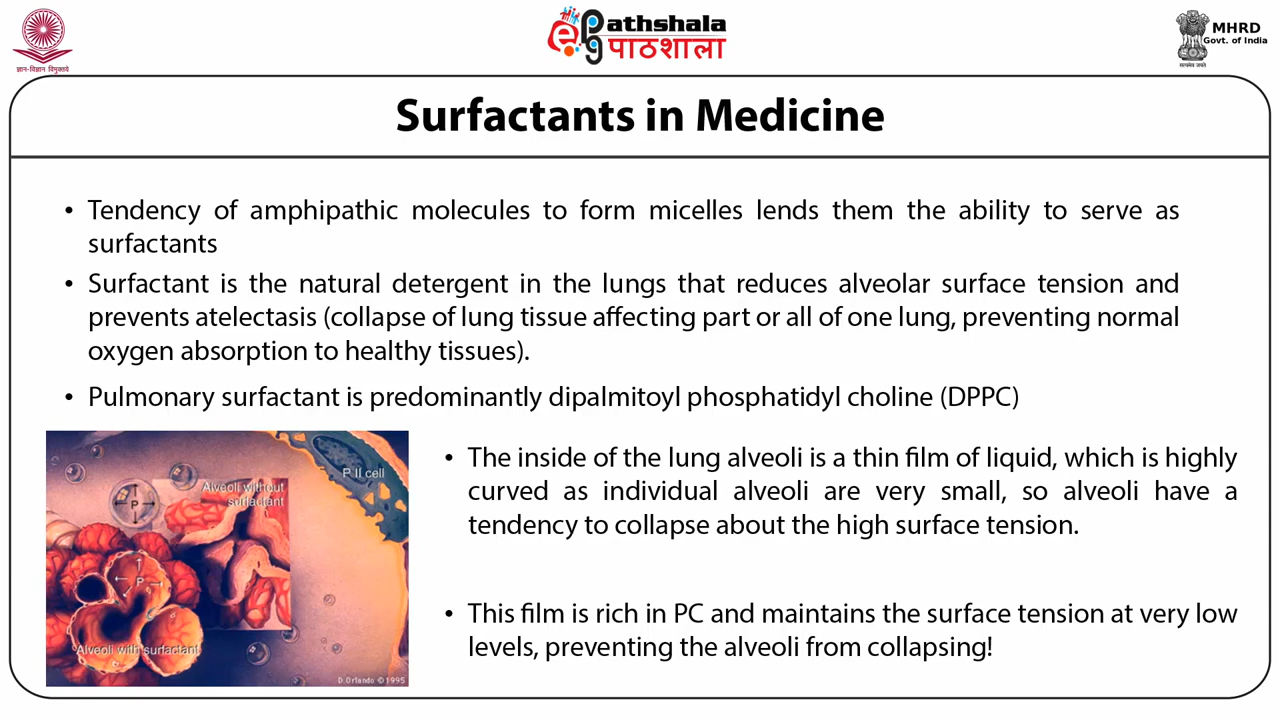 ज्ञान-विज्ञान विमुक्तये
ePG Pathshala
पाठशाला
MHRD
Govt. of India
सत्यमेव जयते
Surfactants in Medicine
• Tendency of amphipathic molecules to form micelles lends them the ability to serve as
surfactants
• Surfactant is the natural detergent in the lungs that reduces alveolar surface tension and
prevents atelectasis (collapse of lung tissue affecting part or all of one lung, preventing normal
oxygen absorption to healthy tissues).
• Pulmonary surfactant is predominantly dipalmitoyl phosphatidyl choline (DPPC)
P II cell
Alveoli without
surfactant
P
P
Alveoli with surfactant
D.Orlando ©1995
• The inside of the lung alveoli is a thin film of liquid, which is highly
curved as individual alveoli are very small, so alveoli have a
tendency to collapse about the high surface tension.
• This film is rich in PC and maintains the surface tension at very low
levels, preventing the alveoli from collapsing!